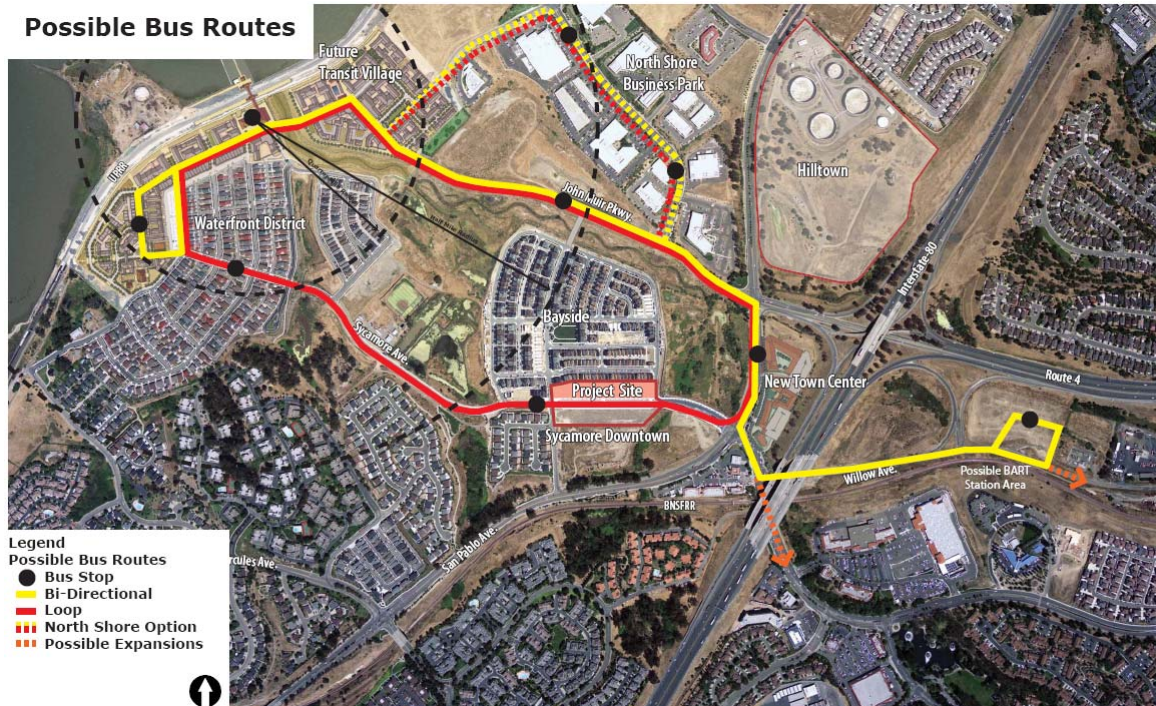 Possible Bus Routes
Future
Transit Village
North Shore
Business Park
Hilltown
UPRR
John Muir Pkwy.
Waterfront District
Interstate-80
Bayside
Sycamore Ave.
Route 4
New Town Center
Project Site
Sycamore Downtown
Willow Ave.
Possible BART
Station Area
BNSFRR
San Pablo Ave.
Legend
Possible Bus Routes
Bus Stop
Bi-Directional
Loop
North Shore Option
Possible Expansions
rcules Ave.